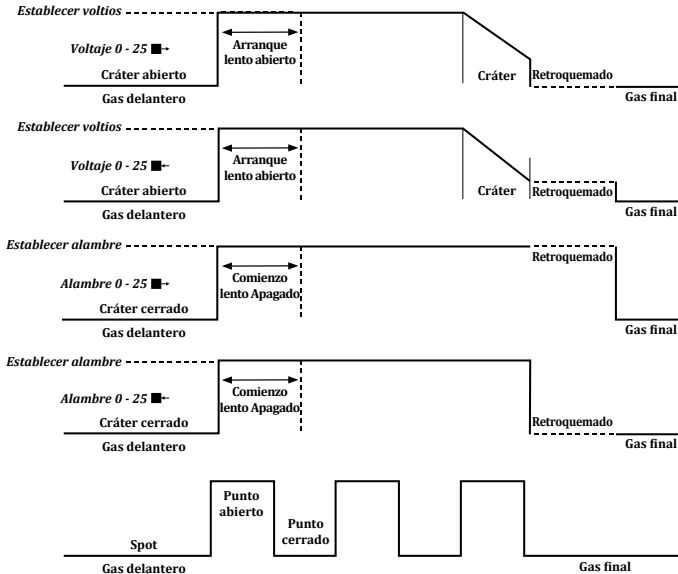 Establecer voltios
Voltaje 0 - 25
Arranque
lento abierto
Cráter abierto
Cráter
Retroquemado
Gas delantero
Gas final
Establecer voltios
Voltaje 0 - 25
Arranque
lento abierto
Cráter abierto
Cráter
Retroquemado
Gas delantero
Gas final
Establecer alambre
Retroquemado
Alambre 0 - 25
Comienzo
lento Apagado
Cráter cerrado
Gas delantero
Gas final
Establecer alambre
Alambre 0 - 25
Comienzo
lento Apagado
Cráter cerrado
Retroquemado
Gas delantero
Gas final
Punto
abierto
Punto
cerrado
Spot
Gas delantero
Gas final